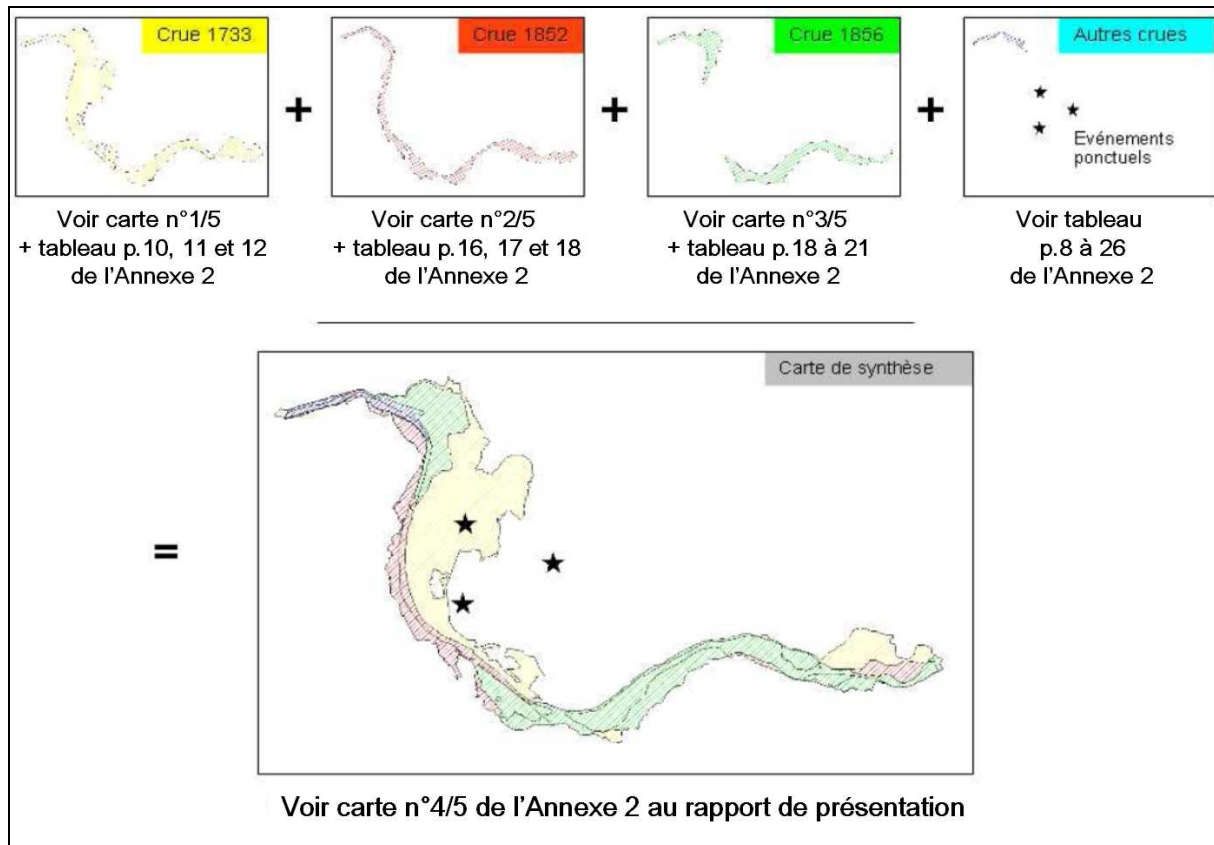 Crue 1733
Crue 1852
Crue 1856
Autres crues
Evénements
ponctuels
+
+
+
Voir carte n°1/5
+ tableau p.10, 11 et 12
de l'Annexe 2
Voir carte n°2/5
+ tableau p.16, 17 et 18
de l'Annexe 2
Voir carte n°3/5
+ tableau p.18 à 21
de l'Annexe 2
Voir tableau
p.8 à 26
de l'Annexe 2
Carte de synthèse
=
Voir carte n°4/5 de l'Annexe 2 au rapport de présentation